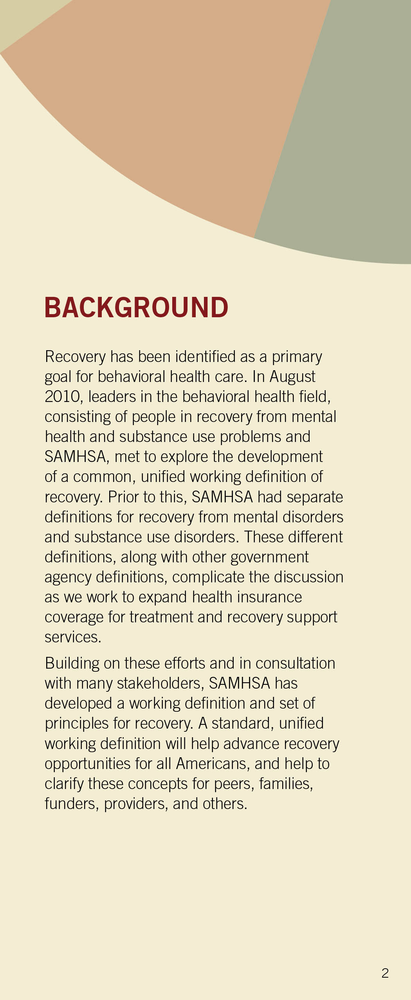 BACKGROUND
Recovery has been identified as a primary
goal for behavioral health care. In August
2010, leaders in the behavioral health field,
consisting of people in recovery from mental
health and substance use problems and
SAMHSA, met to explore the development
of a common, unified working definition of
recovery. Prior to this, SAMHSA had separate
definitions for recovery from mental disorders
and substance use disorders. These different
definitions, along with other government
agency definitions, complicate the discussion
as we work to expand health insurance
coverage for treatment and recovery support
services.
Building on these efforts and in consultation
with many stakeholders, SAMHSA has
developed a working definition and set of
principles for recovery. A standard, unified
working definition will help advance recovery
opportunities for all Americans, and help to
clarify these concepts for peers, families,
funders, providers, and others.
2